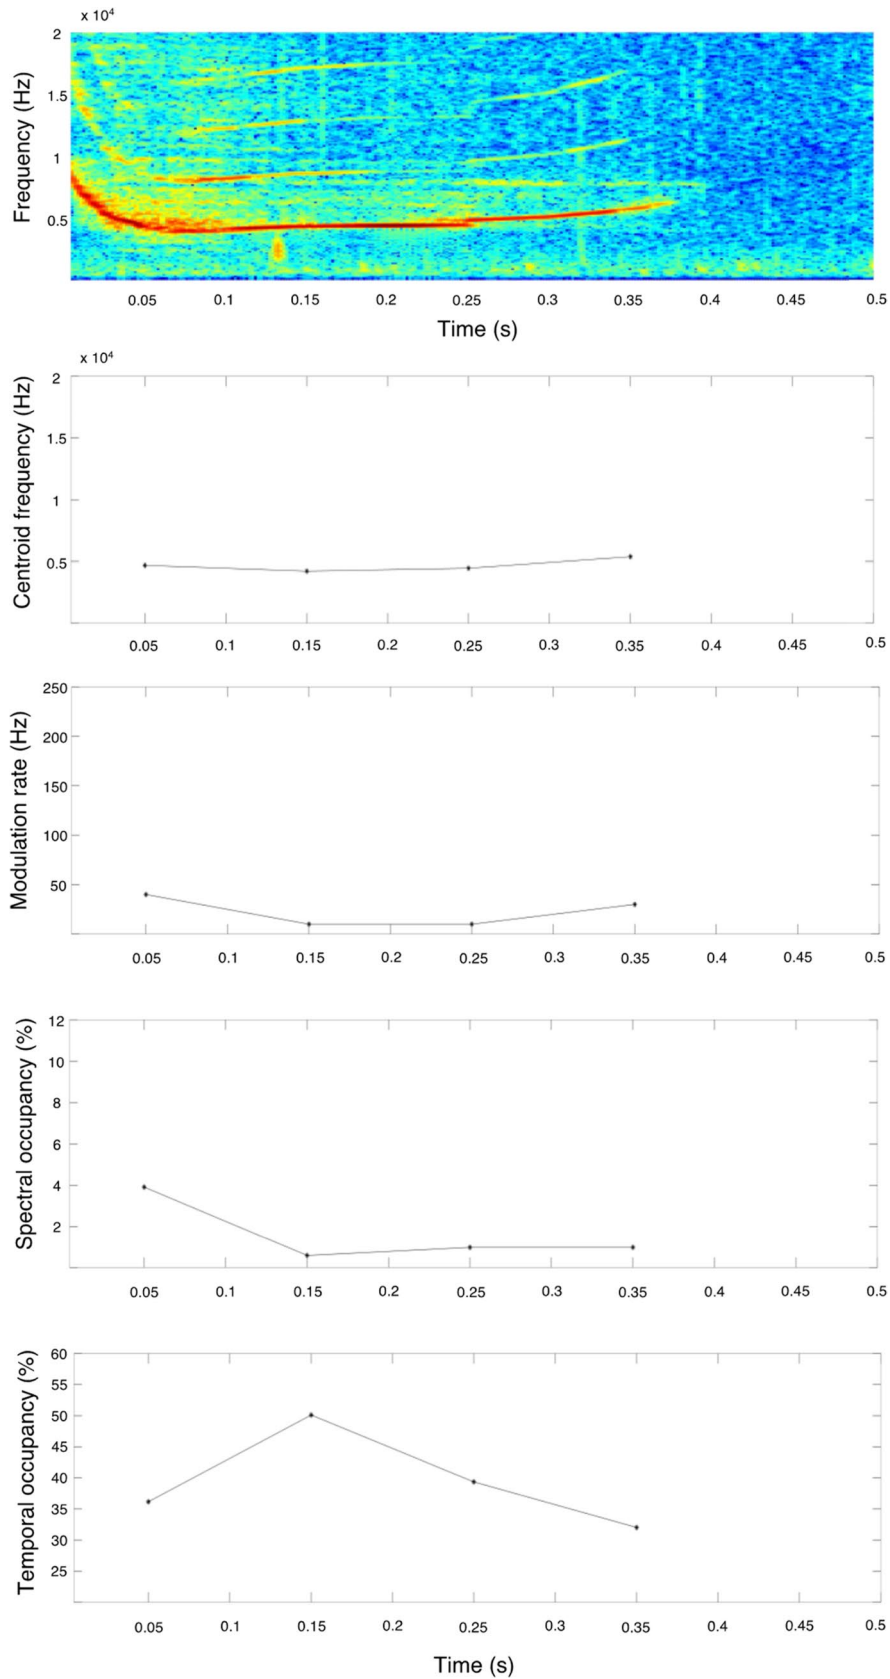 x 10⁴
Frequency (Hz)
2
1.5
1
0.5
0.05 0.1 0.15 0.2 0.25 0.3 0.35 0.4 0.45 0.5
Time (s)
x 10⁴
Centroid frequency (Hz)
2
1.5
1
0.5
0.05 0.1 0.15 0.2 0.25 0.3 0.35 0.4 0.45 0.5
Modulation rate (Hz)
250
200
150
100
50
0.05 0.1 0.15 0.2 0.25 0.3 0.35 0.4 0.45 0.5
Spectral occupancy (%)
12
10
8
6
4
2
0.05 0.1 0.15 0.2 0.25 0.3 0.35 0.4 0.45 0.5
Temporal occupancy (%)
60
55
50
45
40
35
30
25
0.05 0.1 0.15 0.2 0.25 0.3 0.35 0.4 0.45 0.5
Time (s)